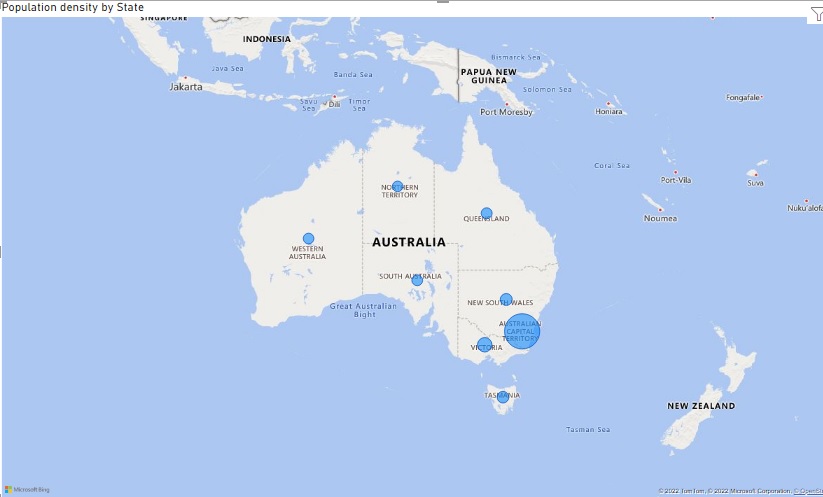 Population density by State
SINGAPORE
INDONESIA
Java Sea
Banda Sea
Jakarta
Savu
Sea
Dili
Timor
Sea
Bismarck Sea
PAPUA NEW
GUINEA
Solomon Sea
Port Moresby
Honiara
Fongafale
Coral Sea
Port-Vila
Suva
Noumea
Nuku'alofa
NORTHERN
TERRITORY
QUEENSLAND
AUSTRALIA
WESTERN
AUSTRALIA
SOUTH AUSTRALIA
Great Australian
Bight
NEW SOUTH WALES
AUSTRALIAN
CAPITAL
TERRITORY
VICTORIA
TASMANIA
NEW ZEALAND
Tasman Sea
Microsoft Bing
© 2022 TomTom, © 2022 Microsoft Corporation, © OpenSt